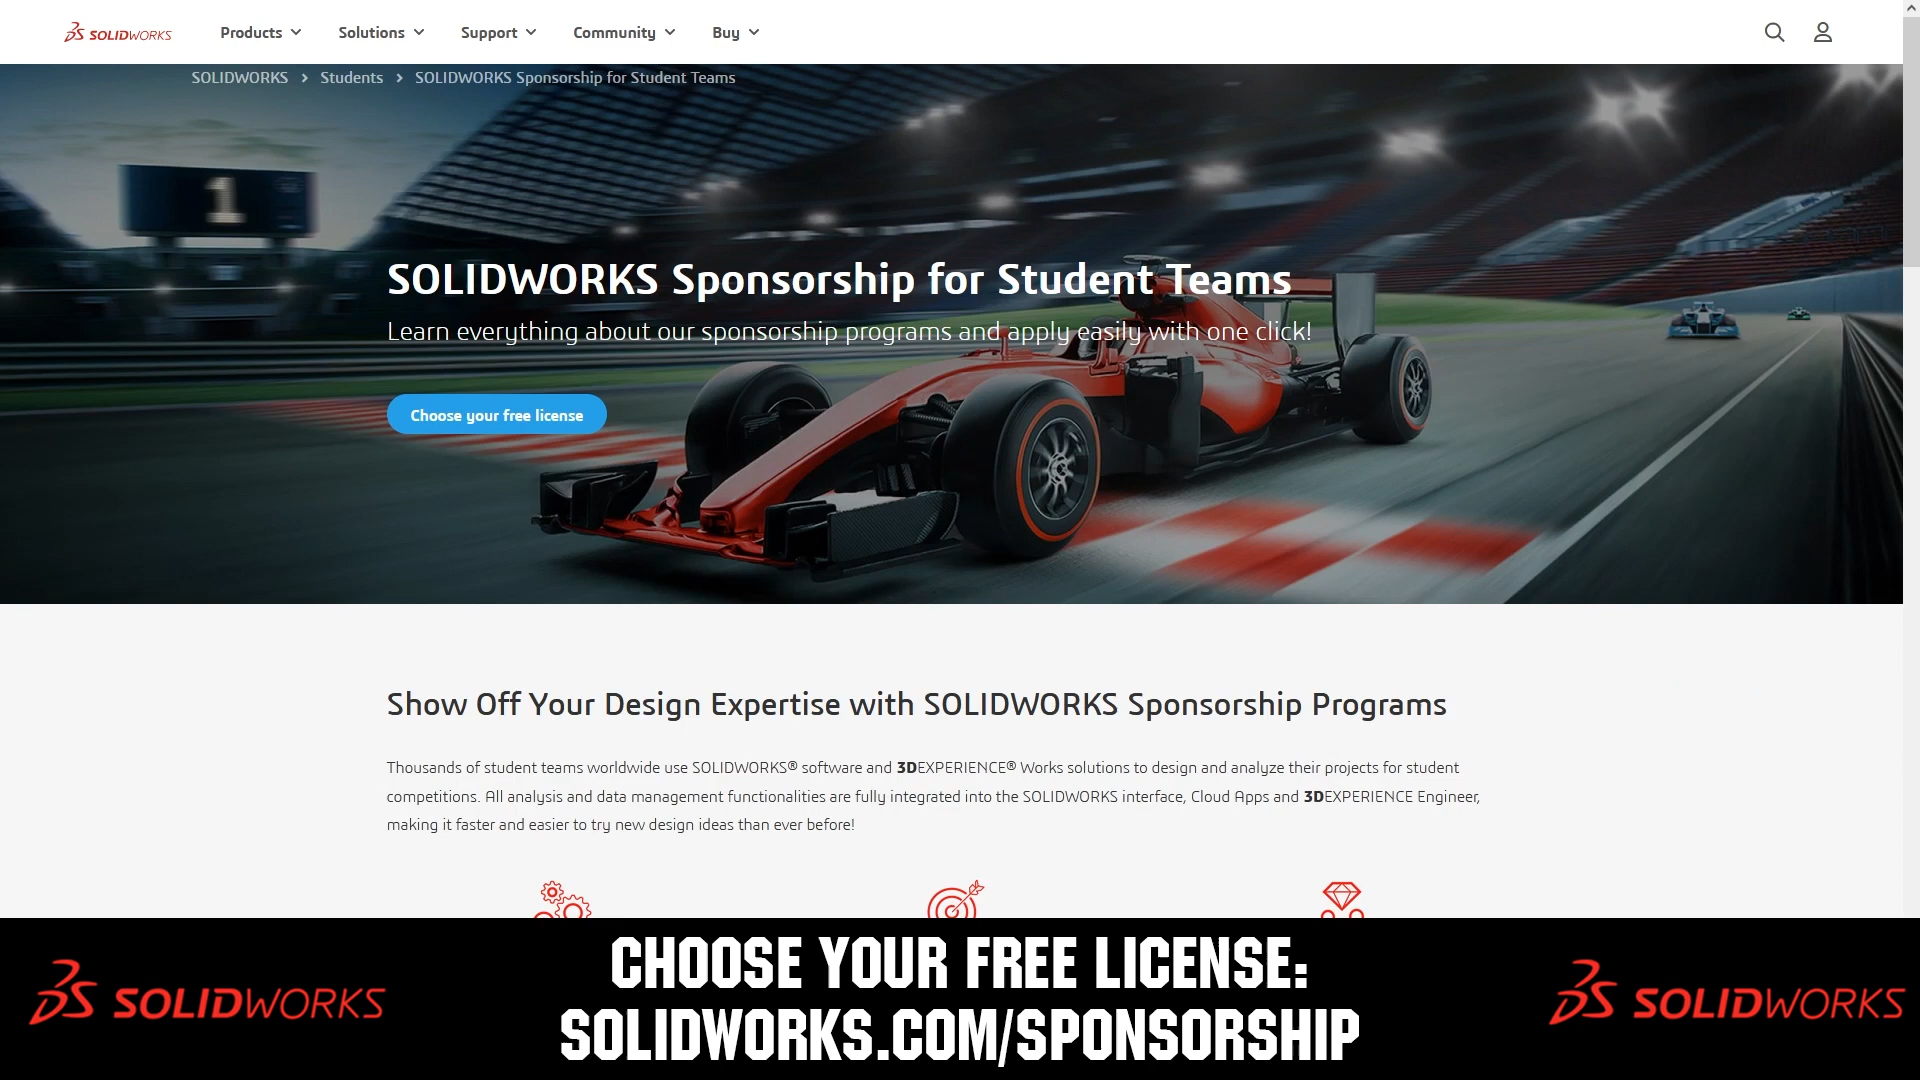 SOLIDWORKS
Products
Solutions
Support
Community
Buy
SOLIDWORKS > Students > SOLIDWORKS Sponsorship for Student Teams
1
SOLIDWORKS Sponsorship for Student Teams
Learn everything about our sponsorship programs and apply easily with one click!
Choose your free license
Show Off Your Design Expertise with SOLIDWORKS Sponsorship Programs
Thousands of student teams worldwide use SOLIDWORKS® software and 3DEXPERIENCE® Works solutions to design and analyze their projects for student
competitions. All analysis and data management functionalities are fully integrated into the SOLIDWORKS interface, Cloud Apps and 3DEXPERIENCE Engineer,
making it faster and easier to try new design ideas than ever before!
SOLIDWORKS
CHOOSE YOUR FREE LICENSE:
SOLIDWORKS.COM/SPONSORSHIP
SOLIDWORKS